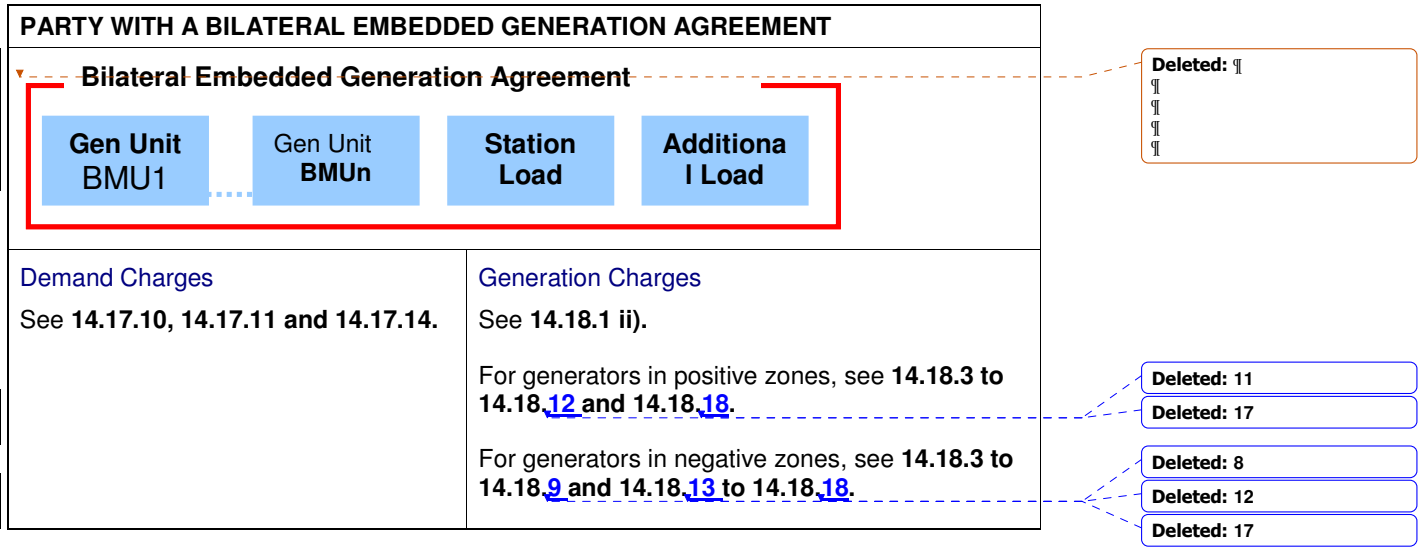 PARTY WITH A BILATERAL EMBEDDED GENERATION AGREEMENT
Bilateral Embedded Generation Agreement
Gen Unit
BMU1
Gen Unit
BMUn
Station
Load
Additiona
l Load
Demand Charges
See 14.17.10, 14.17.11 and 14.17.14.
Generation Charges
See 14.18.1 ii).
For generators in positive zones, see 14.18.3 to
14.18.12 and 14.18.18.
For generators in negative zones, see 14.18.3 to
14.18.9 and 14.18.13 to 14.18.18.
Deleted: ¶
¶
¶
¶
¶
Deleted: 11
Deleted: 17
Deleted: 8
Deleted: 12
Deleted: 17